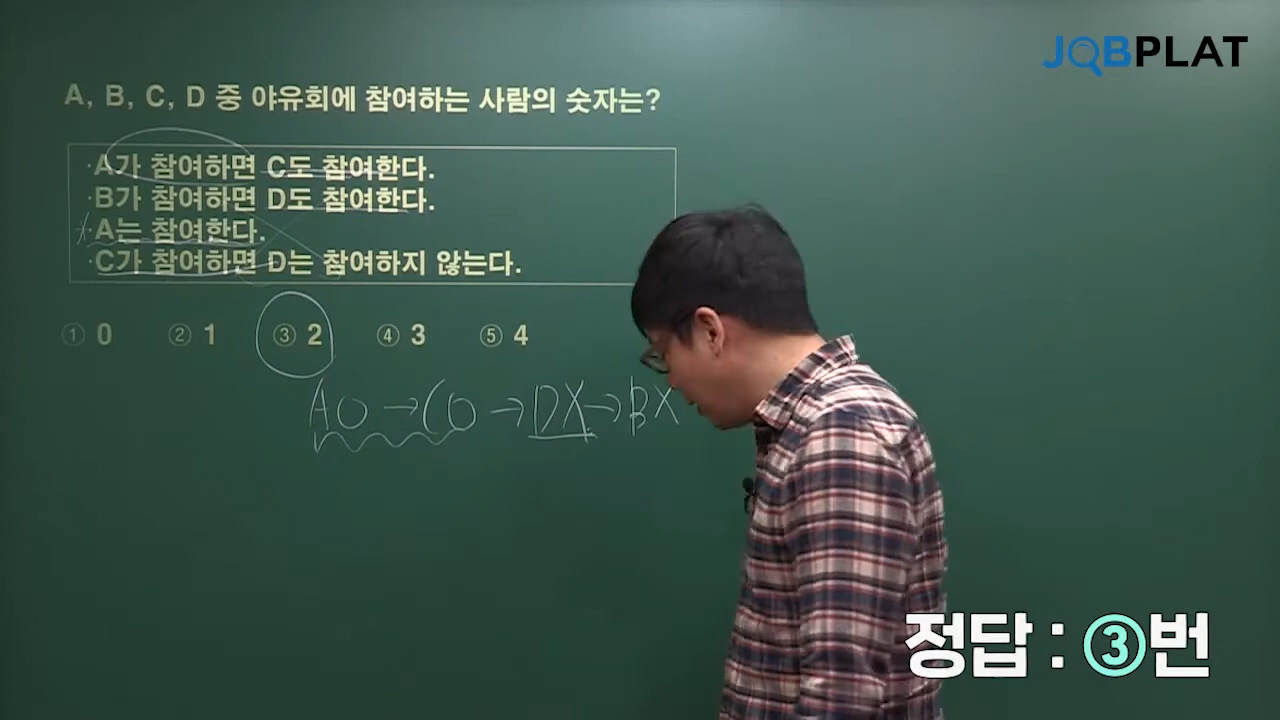 JOBPLAT
A, B, C, D 중 야유회에 참여하는 사람의 숫자는?
·A가 참여하면 C도 참여한다.
·B가 참여하면 D도 참여한다.
·A는 참여한다.
·C가 참여하면 D는 참여하지 않는다.
① 0 ② 1 ③ 2 ④ 3 ⑤ 4
AO → CO → DX → BX
정답 : ③번